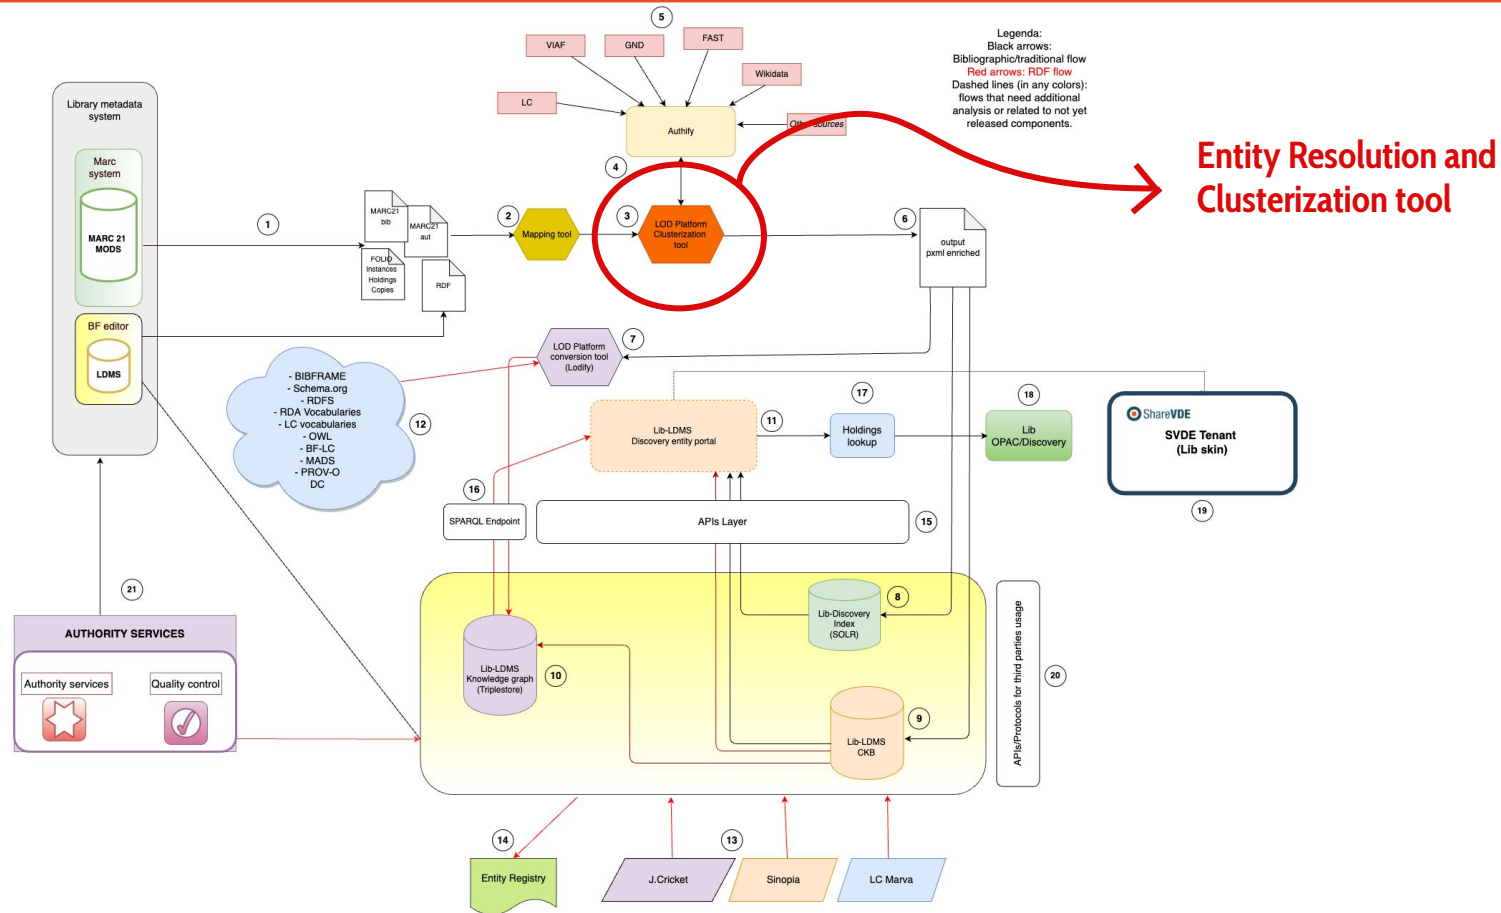 5
VIAF
GND
FAST
Wikidata
LC
Other sources
Authify
4
Legenda:
Black arrows:
Bibliographic/traditional flow
Red arrows: RDF flow
Dashed lines (in any colors):
flows that need additional
analysis or related to not yet
released components.
Entity Resolution and
Clusterization tool
Library metadata
system
Marc
system
MARC 21
MODS
BF editor
LDMS
1
MARC21
bib
MARC21
aut
FOLIO
Instances
Holdings
Copies
RDF
2
Mapping tool
3
LOD Platform
Clusterization
tool
6
output
pxml enriched
7
LOD Platform
conversion tool
(Lodify)
- BIBFRAME
- Schema.org
- RDFS
- RDA Vocabularies
- LC vocabularies
- OWL
- BF-LC
- MADS
- PROV-O
DC
12
Lib-LDMS
Discovery entity portal
11
17
Holdings
lookup
18
Lib
OPAC/Discovery
ShareVDE
SVDE Tenant
(Lib skin)
19
16
SPARQL Endpoint
APIs Layer
15
21
AUTHORITY SERVICES
Authority services
Quality control
Lib-Discovery
Index
(SOLR)
8
Lib-LDMS
Knowledge graph
(Triplestore)
10
Lib-LDMS
CKB
9
APIs/Protocols for third parties usage
20
14
Entity Registry
13
J.Cricket
Sinopia
LC Marva